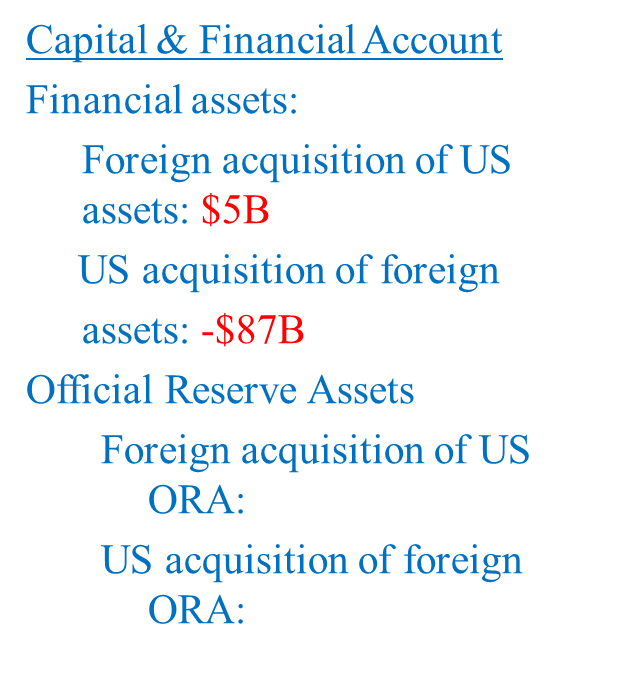 Capital & Financial Account
Financial assets:
Foreign acquisition of US
assets: $5B
US acquisition of foreign
assets: -$87B
Official Reserve Assets
Foreign acquisition of US
ORA:
US acquisition of foreign
ORA: